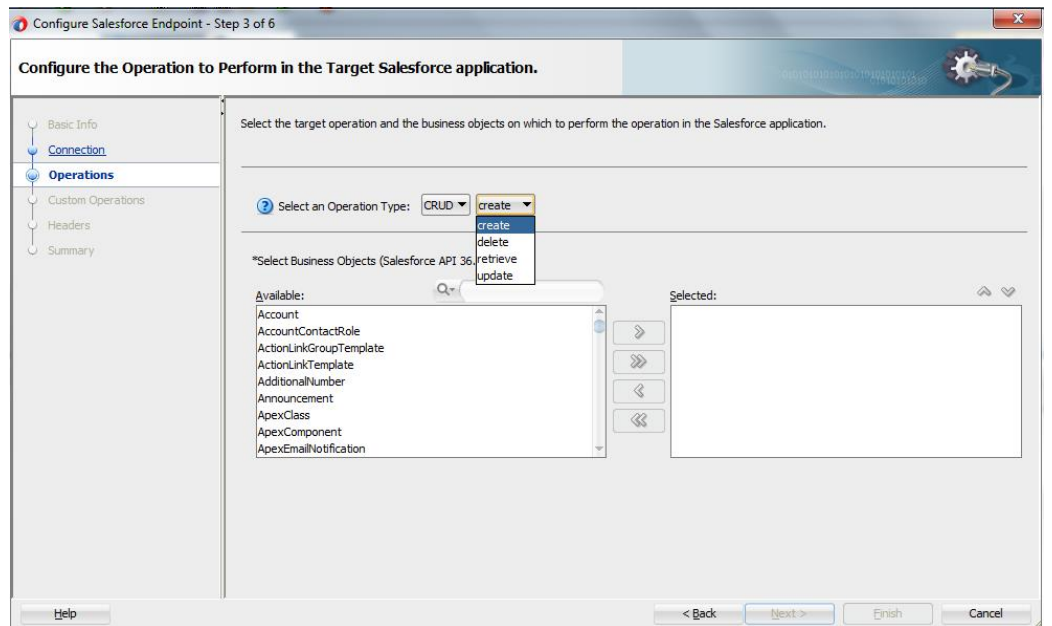 Configure Salesforce Endpoint - Step 3 of 6
Configure the Operation to Perform in the Target Salesforce application.
Basic Info
Connection
Operations
Custom Operations
Headers
Summary
Select the target operation and the business objects on which to perform the operation in the Salesforce application.
Select an Operation Type: CRUD create
create
delete
retrieve
update
*Select Business Objects (Salesforce API 36.
Available:
Account
AccountContactRole
ActionLinkGroupTemplate
ActionLinkTemplate
AdditionalNumber
Announcement
ApexClass
ApexComponent
ApexEmailNotification
Selected:
Help
< Back
Next >
Finish
Cancel